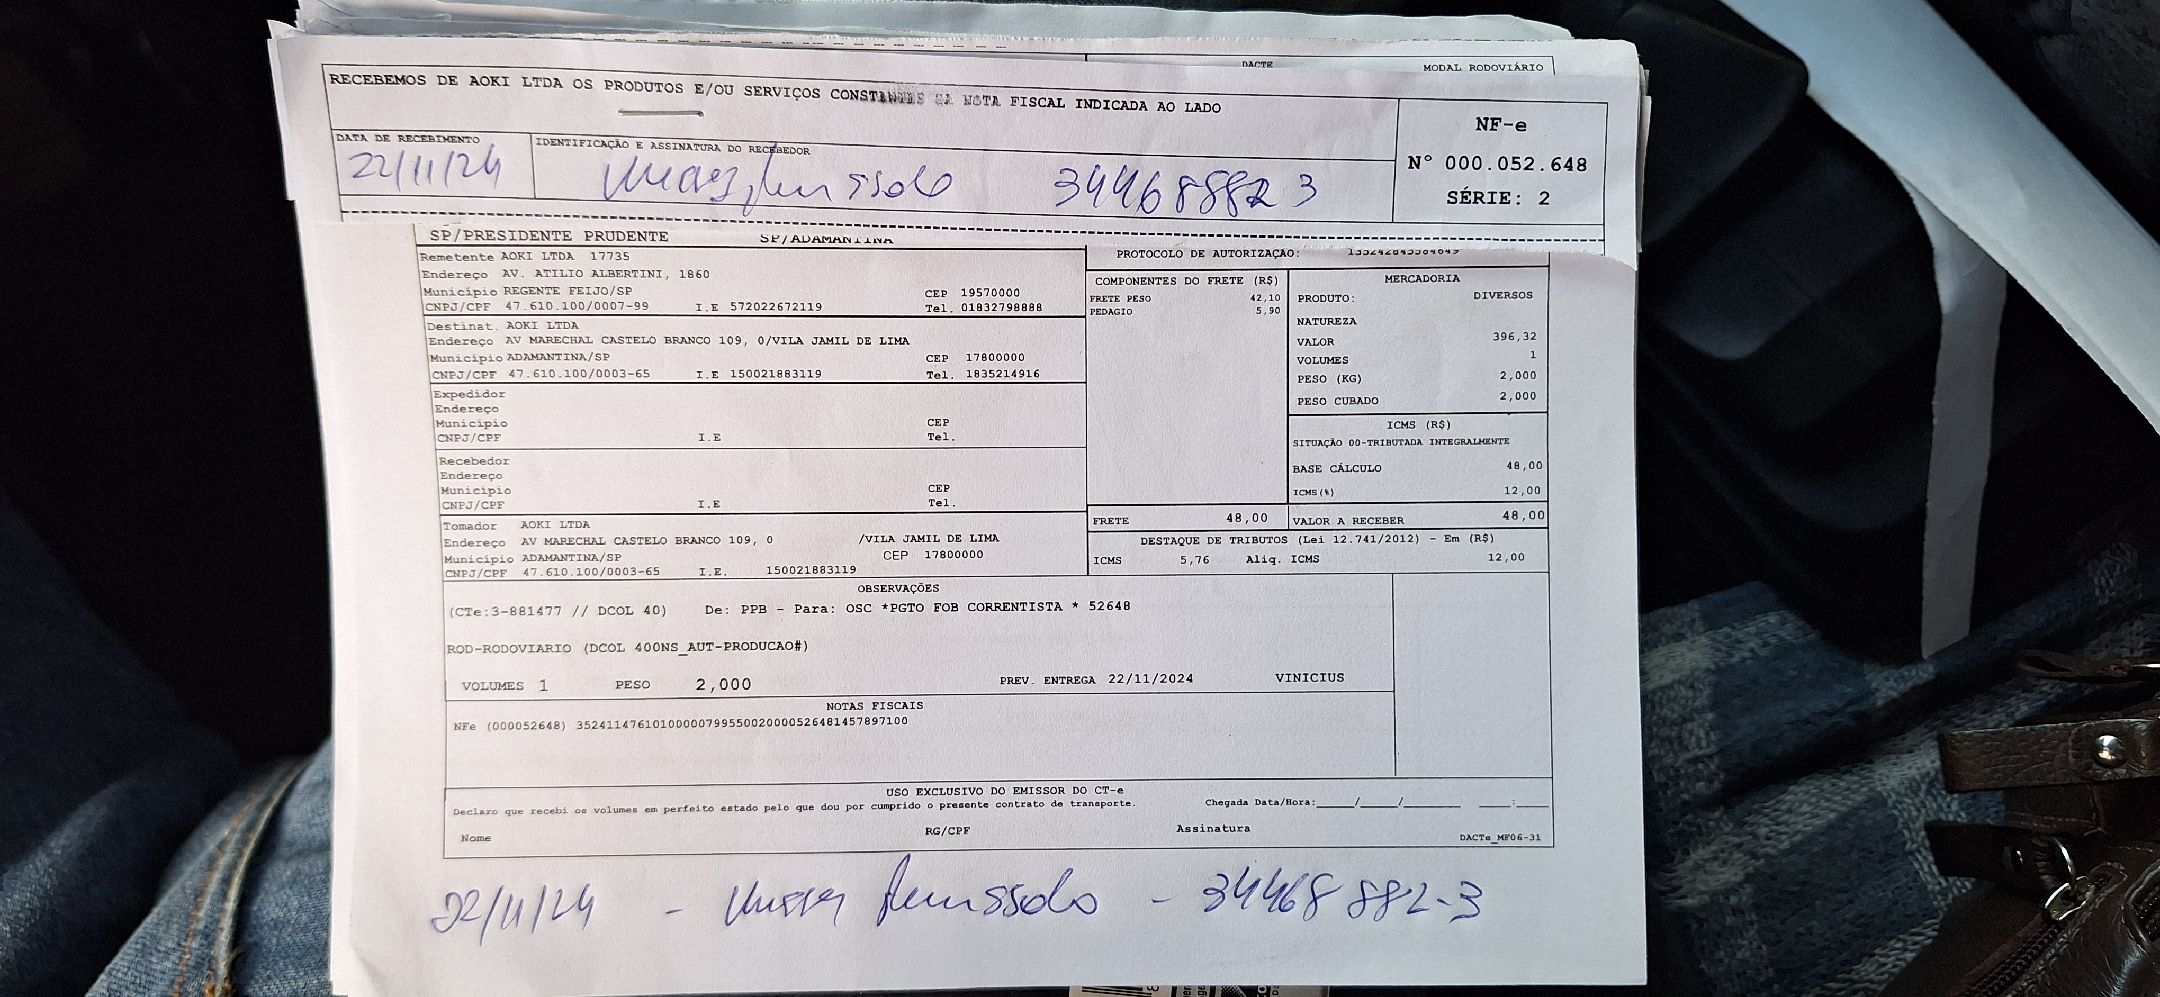 DACTE MODAL RODOVIÁRIO
RECEBEMOS DE AOKI LTDA OS PRODUTOS E/OU SERVIÇOS CONSTANTES DA NOTA FISCAL INDICADA AO LADO
NF-e
Nº 000.052.648
SÉRIE: 2
DATA DE RECEBIMENTO
22/11/24
IDENTIFICAÇÃO E ASSINATURA DO RECEBEDOR
344688823
SP/PRESIDENTE PRUDENTE SP/ADAMANTINA
PROTOCOLO DE AUTORIZAÇÃO:
Remetente AOKI LTDA 17735
Endereço AV. ATILIO ALBERTINI, 1860
Município REGENTE FEIJO/SP CEP 19570000
CNPJ/CPF 47.610.100/0007-99 I.E 572022672119 Tel. 01832798888
Destinat. AOKI LTDA
Endereço AV MARECHAL CASTELO BRANCO 109, 0/VILA JAMIL DE LIMA
Município ADAMANTINA/SP CEP 17800000
CNPJ/CPF 47.610.100/0003-65 I.E 150021883119 Tel. 1835214916
Expedidor
Endereço
Município CEP
CNPJ/CPF I.E Tel.
Recebedor
Endereço
Município CEP
CNPJ/CPF I.E Tel.
Tomador AOKI LTDA
Endereço AV MARECHAL CASTELO BRANCO 109, 0 /VILA JAMIL DE LIMA
Município ADAMANTINA/SP CEP 17800000
CNPJ/CPF 47.610.100/0003-65 I.E. 150021883119
COMPONENTES DO FRETE (R$)
FRETE PESO 42,10
PEDAGIO 5,90
FRETE 48,00
MERCADORIA
PRODUTO: DIVERSOS
NATUREZA
VALOR 396,32
VOLUMES 1
PESO (KG) 2,000
PESO CUBADO 2,000
ICMS (R$)
SITUAÇÃO 00-TRIBUTADA INTEGRALMENTE
BASE CÁLCULO 48,00
ICMS(%) 12,00
VALOR A RECEBER 48,00
DESTAQUE DE TRIBUTOS (Lei 12.741/2012) - Em (R$)
ICMS 5,76 Aliq. ICMS 12,00
OBSERVAÇÕES
(CTe:3-881477 // DCOL 40) De: PPB - Para: OSC *PGTO FOB CORRENTISTA * 52648
ROD-RODOVIARIO (DCOL 400NS_AUT-PRODUCAO#)
VOLUMES 1 PESO 2,000 PREV. ENTREGA 22/11/2024 VINICIUS
NOTAS FISCAIS
NFe (000052648) 35241147610100000799550020000526481457897100
USO EXCLUSIVO DO EMISSOR DO CT-e
Declaro que recebi os volumes em perfeito estado pelo que dou por cumprido o presente contrato de transporte. Chegada Data/Hora:____/____/______ ____:____
Nome RG/CPF Assinatura DACTe_MF06-31
22/11/24 - - 34468882-3